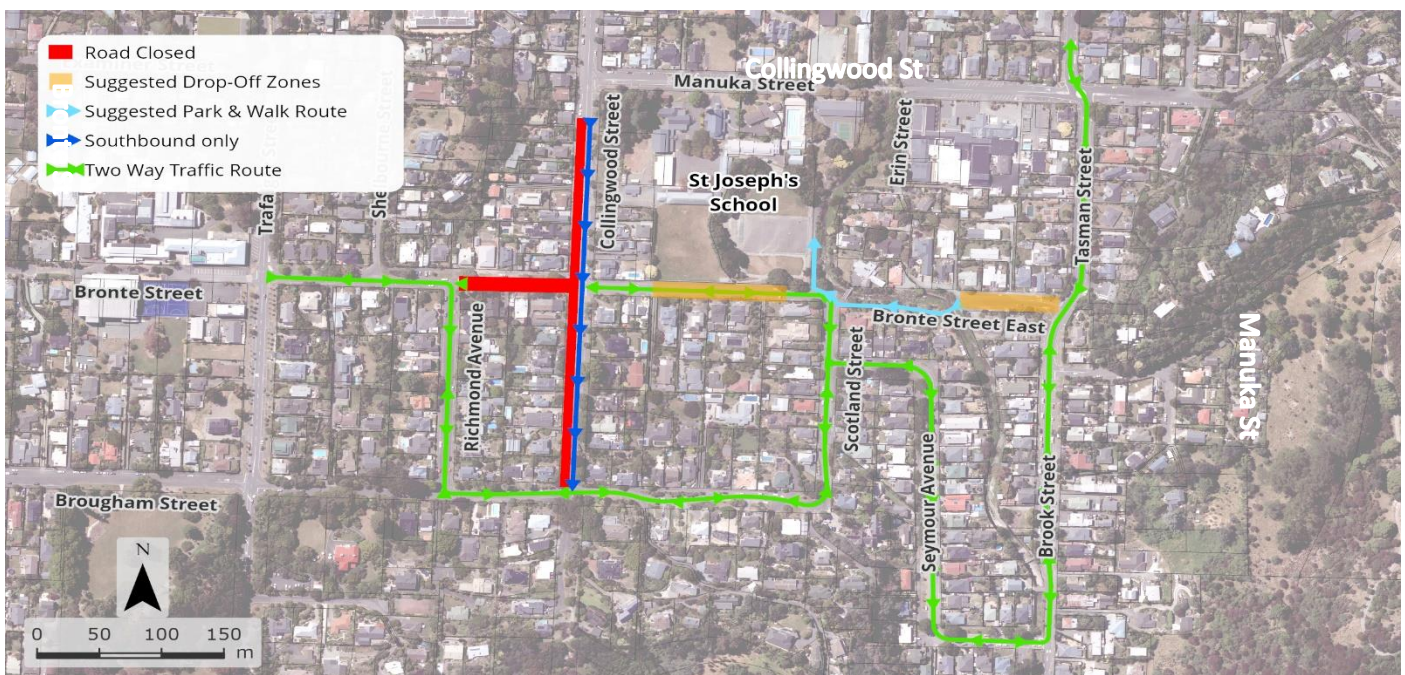 Road Closed
Suggested Drop-Off Zones
Suggested Park & Walk Route
Southbound only
Two Way Traffic Route
Collingwood St
Manuka Street
Collingwood Street
Erin Street
St Joseph's
School
Tasman Street
Bronte Street
Bronte Street East
Manuka St
Richmond Avenue
Scotland Street
Seymour Avenue
Brook Street
Brougham Street
N
0 50 100 150
m